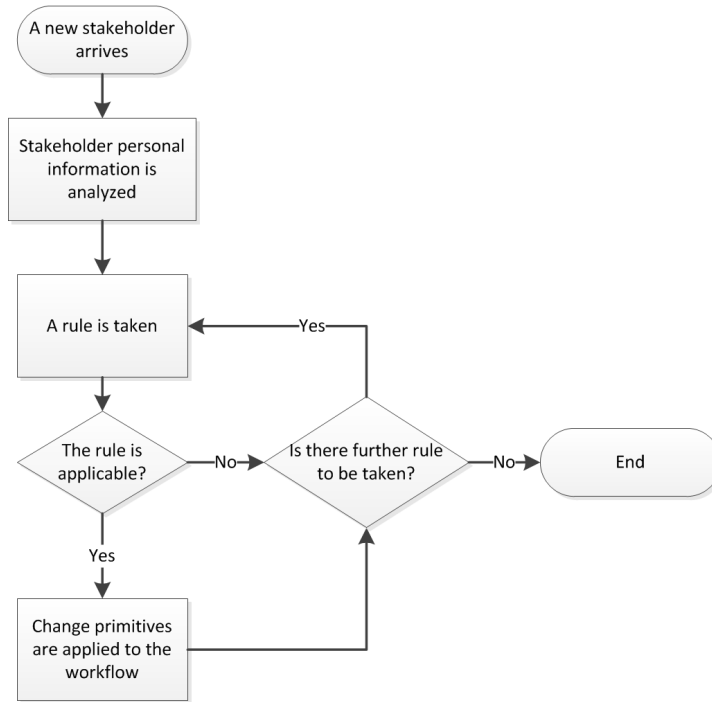 A new stakeholder
arrives
Stakeholder personal
information is
analyzed
A rule is taken
Yes
The rule is
applicable?
No
Is there further rule
to be taken?
No
End
Yes
Change primitives
are applied to the
workflow